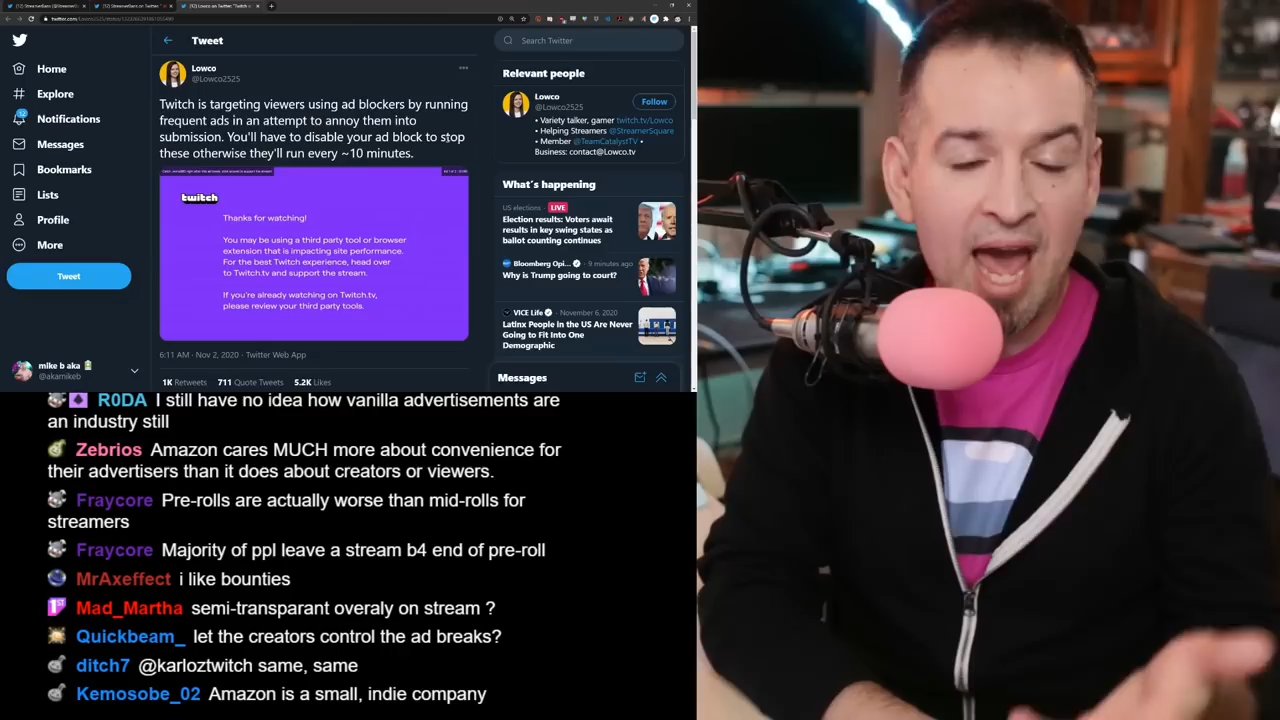 Tweet
Search Twitter
Home
Explore
Notifications
Messages
Bookmarks
Lists
Profile
More
Tweet
mike b aka
@akamikeb
Lowco
@Lowco2525
Twitch is targeting viewers using ad blockers by running
frequent ads in an attempt to annoy them into
submission. You'll have to disable your ad block to stop
these otherwise they'll run every ~10 minutes.
twitch
Thanks for watching!
You may be using a third party tool or browser
extension that is impacting site performance.
For the best Twitch experience, head over
to Twitch.tv and support the stream.
If you're already watching on Twitch.tv,
please review your third party tools.
6:11 AM · Nov 2, 2020 · Twitter Web App
1K Retweets 711 Quote Tweets 5.2K Likes
Relevant people
Lowco
@Lowco2525
Follow
• Variety talker, gamer twitch.tv/Lowco
• Helping Streamers @StreamerSquare
• Member @TeamCatalystTV •
Business: contact@Lowco.tv
What's happening
US elections · LIVE
Election results: Voters await
results in key swing states as
ballot counting continues
Bloomberg Opi... · 9 minutes ago
Why is Trump going to court?
VICE Life · November 6, 2020
Latinx People in the US Are Never
Going to Fit Into One
Demographic
Messages
R0DA I still have no idea how vanilla advertisements are
an industry still
Zebrios Amazon cares MUCH more about convenience for
their advertisers than it does about creators or viewers.
Fraycore Pre-rolls are actually worse than mid-rolls for
streamers
Fraycore Majority of ppl leave a stream b4 end of pre-roll
MrAxeffect i like bounties
Mad_Martha semi-transparant overaly on stream ?
Quickbeam_ let the creators control the ad breaks?
ditch7 @karloztwitch same, same
Kemosobe_02 Amazon is a small, indie company